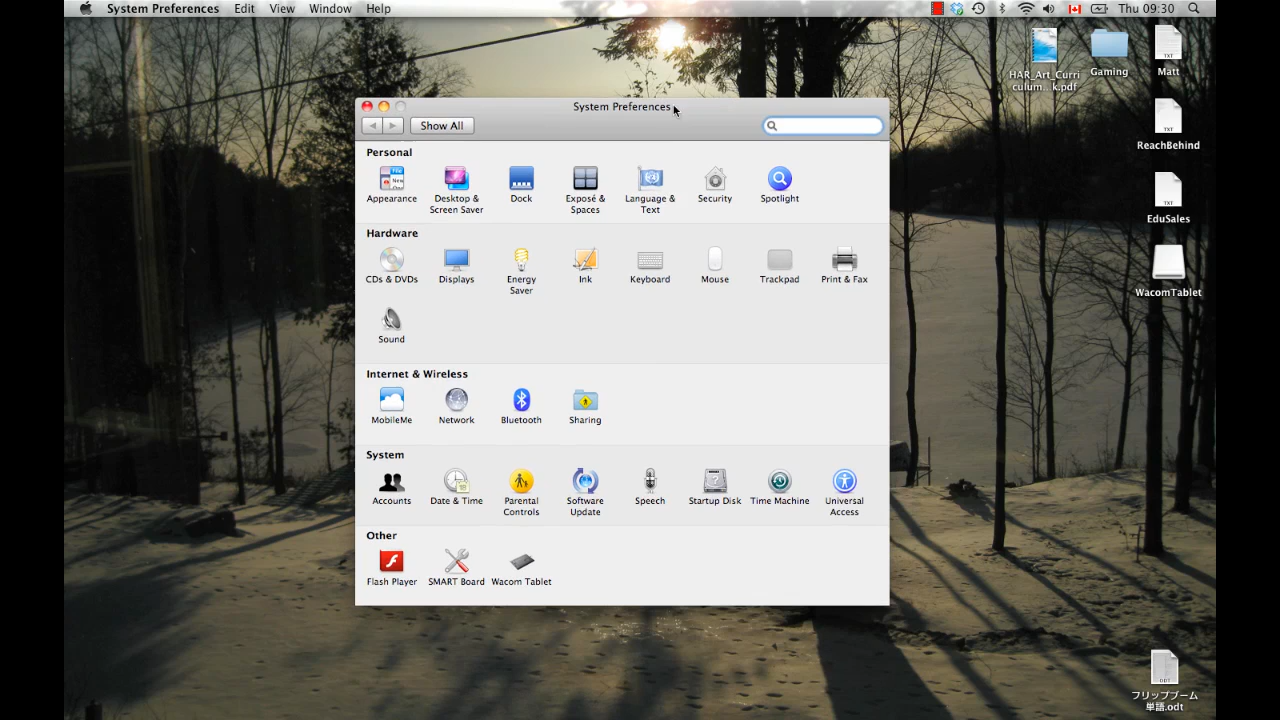 System Preferences Edit View Window Help
Thu 09:30
System Preferences
Show All
Personal
Appearance
Desktop &
Screen Saver
Dock
Exposé &
Spaces
Language &
Text
Security
Spotlight
Hardware
CDs & DVDs
Displays
Energy
Saver
Ink
Keyboard
Mouse
Trackpad
Print & Fax
Sound
Internet & Wireless
MobileMe
Network
Bluetooth
Sharing
System
Accounts
Date & Time
Parental
Controls
Software
Update
Speech
Startup Disk
Time Machine
Universal
Access
Other
Flash Player
SMART Board
Wacom Tablet
HAR_Art_Curri
culum...k.pdf
Gaming
TXT
Matt
TXT
ReachBehind
TXT
EduSales
WacomTablet
ODT
フリップブーム
単語.odt